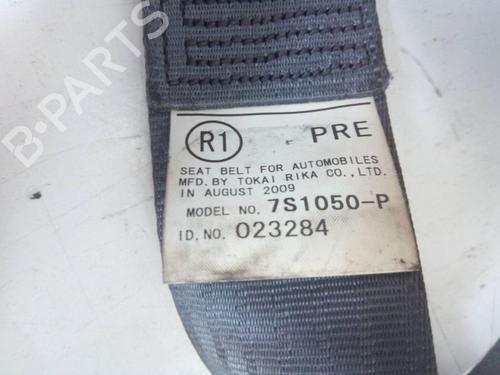 B-PARTS
R1 PRE
SEAT BELT FOR AUTOMOBILES
MFD. BY TOKAI RIKA CO., LTD.
IN AUGUST 2009
MODEL NO. 7S1050-P
ID. NO. 023284